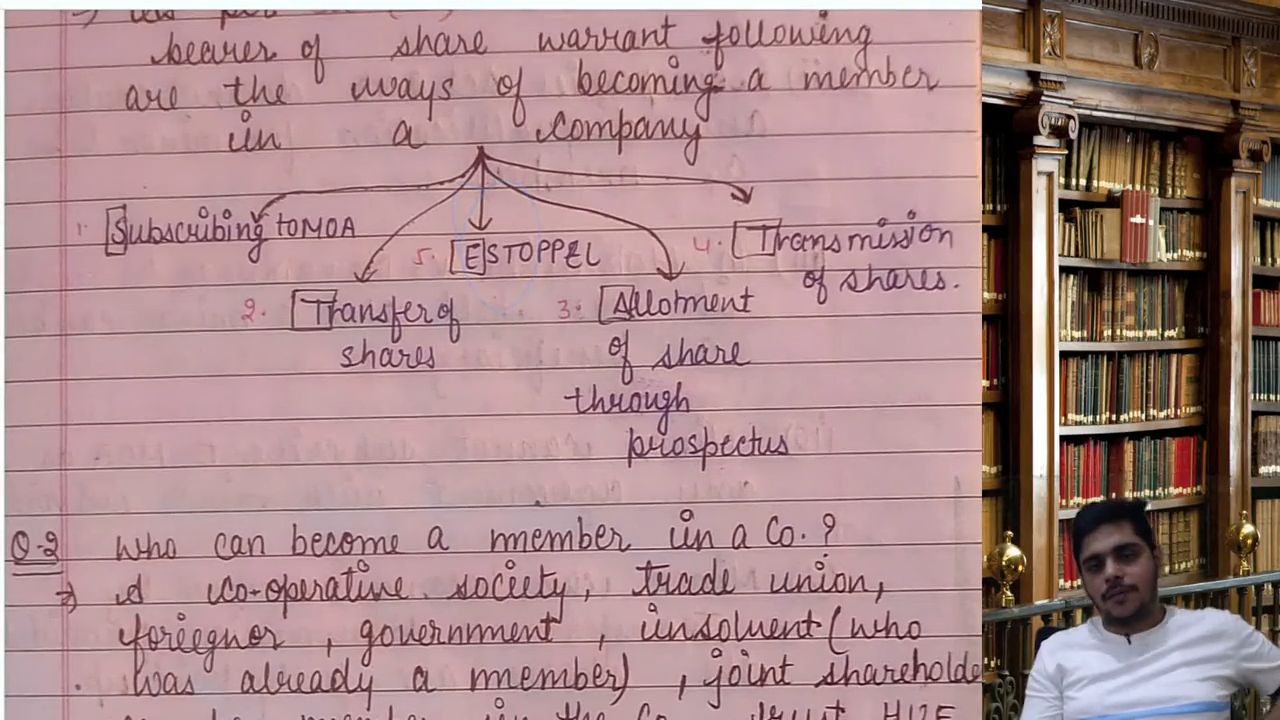 bearer of share warrant following
are the ways of becoming a member
in a company
1. Subscribing to MOA
5. ESTOPPEL
4. Transmission
of shares.
2. Transfer of
shares
3. Allotment
of share
through
prospectus
Q-2 Who can become a member in a Co. ?
⇒ A co-operative society, trade union,
foriegnor, government, insolvent (who
was already a member), joint shareholde